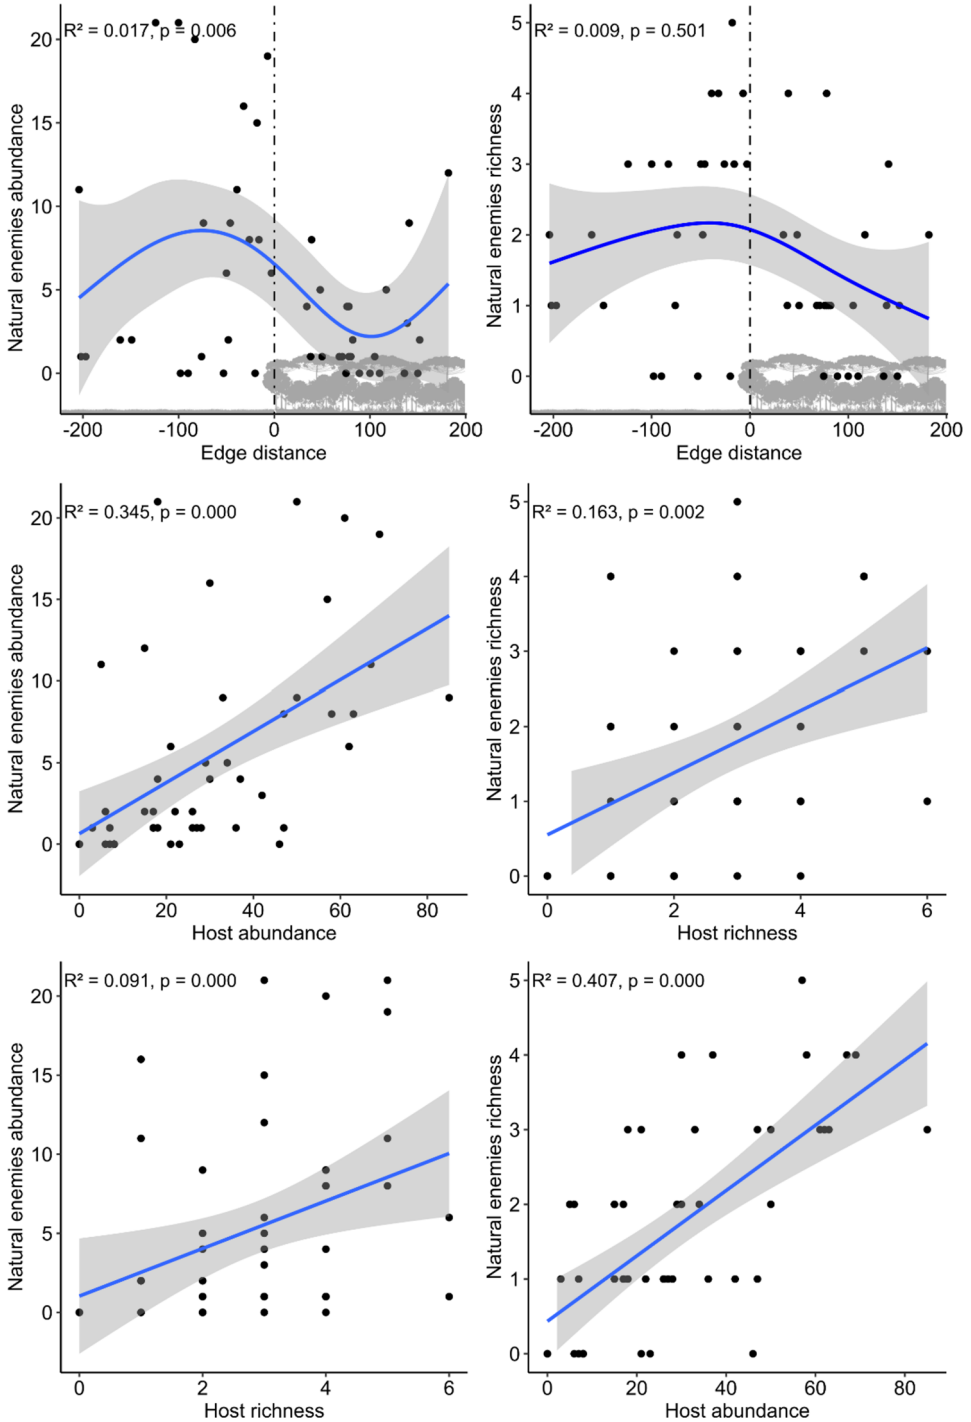 R² = 0.017, p = 0.006
Natural enemies abundance
20
15
10
5
0
-200 -100 0 100 200
Edge distance
R² = 0.009, p = 0.501
Natural enemies richness
5
4
3
2
1
0
-200 -100 0 100 200
Edge distance
R² = 0.345, p = 0.000
Natural enemies abundance
20
15
10
5
0
0 20 40 60 80
Host abundance
R² = 0.163, p = 0.002
Natural enemies richness
5
4
3
2
1
0
0 2 4 6
Host richness
R² = 0.091, p = 0.000
Natural enemies abundance
20
15
10
5
0
0 2 4 6
Host richness
R² = 0.407, p = 0.000
Natural enemies richness
5
4
3
2
1
0
0 20 40 60 80
Host abundance